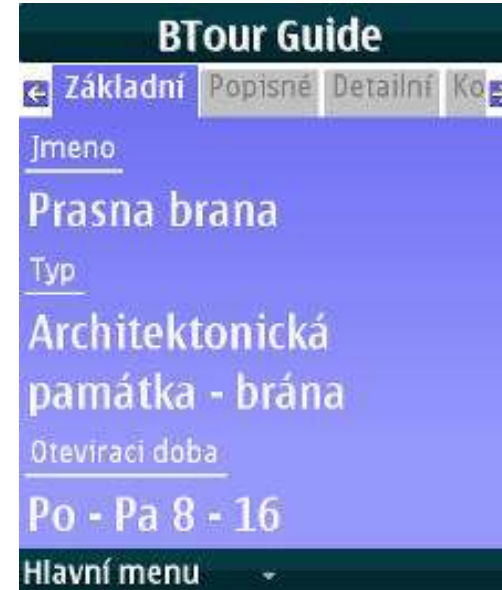 BTour Guide
Základní Popisné Detailní Ko
Jmeno
Prasna brana
Typ
Architektonická
památka - brána
Oteviraci doba
Po - Pa 8 - 16
Hlavní menu